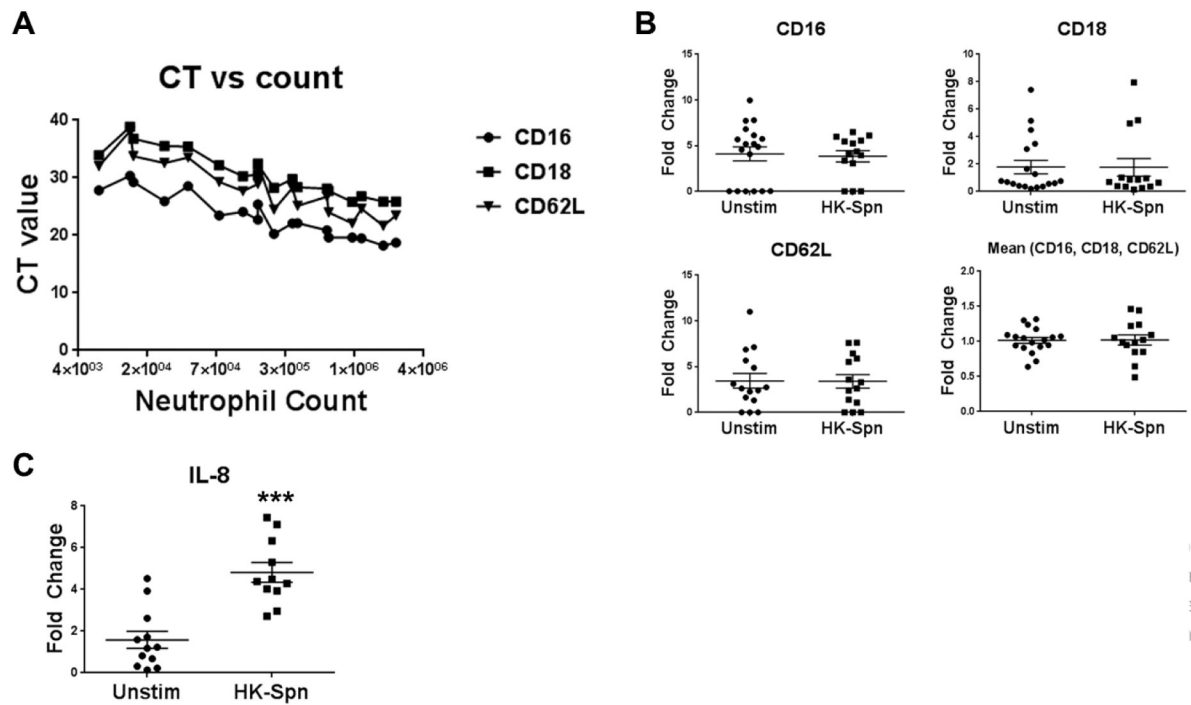 A
CT vs count
CT value
40
30
20
10
0
4×10⁰³
2×10⁰⁴
7×10⁰⁴
3×10⁰⁵
1×10⁰⁶
4×10⁰⁶
Neutrophil Count
CD16
CD18
CD62L
B
CD16
Fold Change
15
10
5
0
Unstim
HK-Spn
CD18
Fold Change
10
8
6
4
2
0
Unstim
HK-Spn
CD62L
Fold Change
15
10
5
0
Unstim
HK-Spn
Mean (CD16, CD18, CD62L)
Fold Change
2.0
1.5
1.0
0.5
0.0
Unstim
HK-Spn
C
IL-8
Fold Change
8
6
4
2
0
***
Unstim
HK-Spn